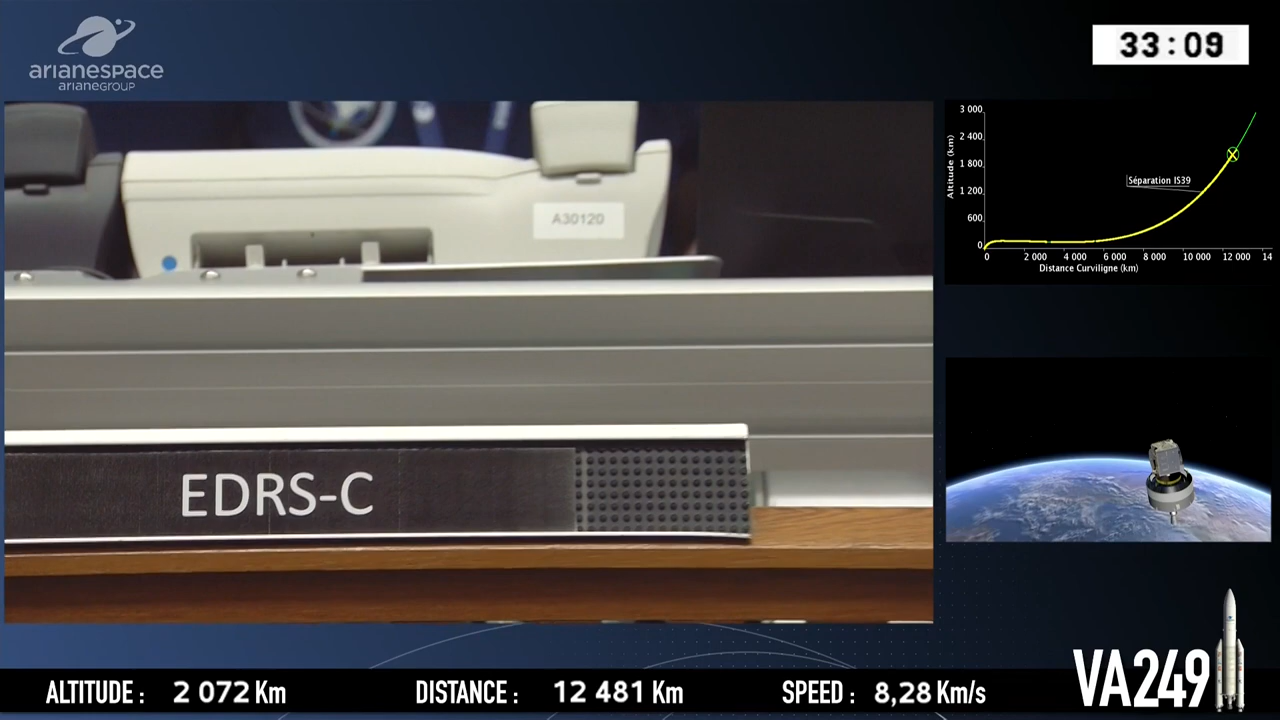 arianespace
arianeGROUP
33:09
A30120
EDRS-C
Altitude (km)
3 000
2 400
1 800
1 200
600
0
Séparation IS39
0 2 000 4 000 6 000 8 000 10 000 12 000 14
Distance Curviligne (km)
VA249
ALTITUDE : 2 072 Km DISTANCE : 12 481 Km SPEED : 8,28 Km/s